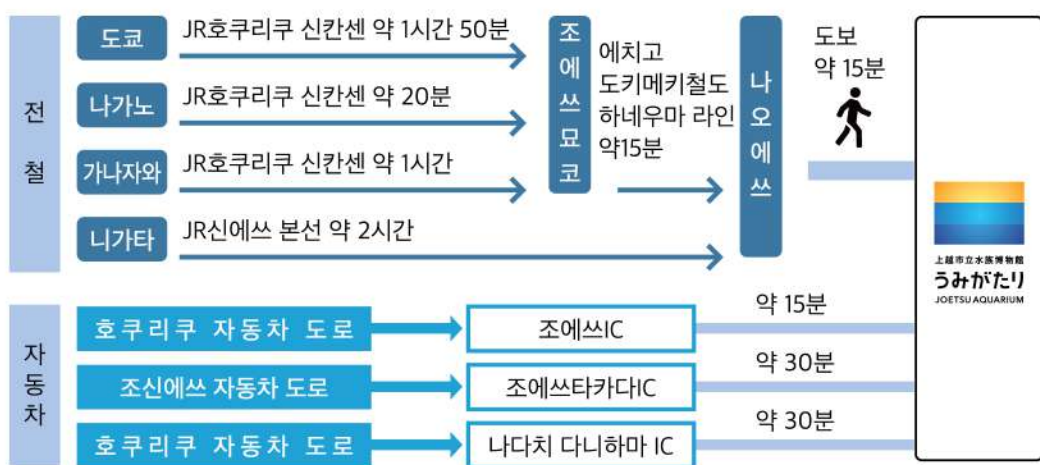 전철
도쿄
JR호쿠리쿠 신칸센 약 1시간 50분
나가노
JR호쿠리쿠 신칸센 약 20분
가나자와
JR호쿠리쿠 신칸센 약 1시간
니가타
JR신에쓰 본선 약 2시간
조에쓰묘코
에치고
도키메키철도
하네우마 라인
약15분
나오에쓰
도보
약 15분
上越市立水族博物館
うみがたり
JOETSU AQUARIUM
자동차
호쿠리쿠 자동차 도로
조에쓰IC
약 15분
조신에쓰 자동차 도로
조에쓰타카다IC
약 30분
호쿠리쿠 자동차 도로
나다치 다니하마 IC
약 30분